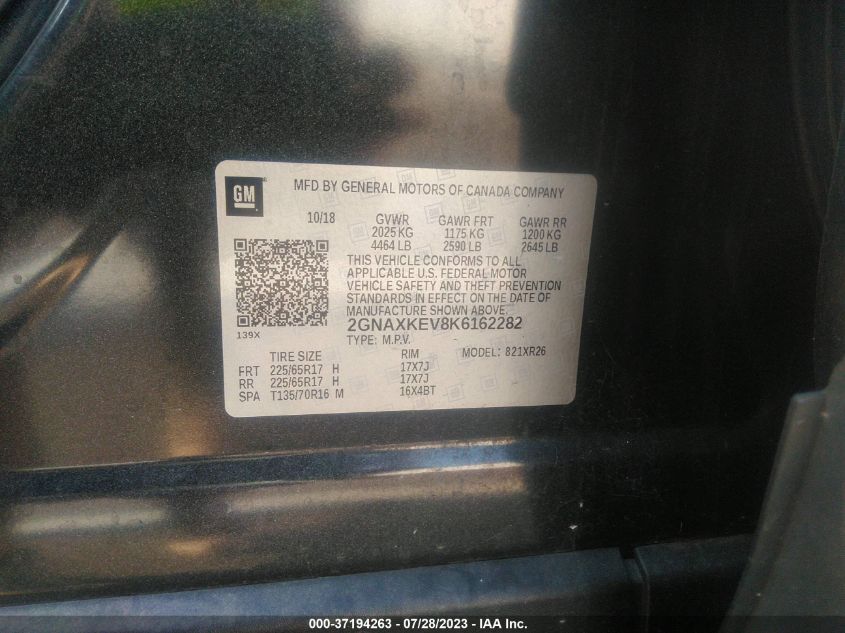 GM
MFD BY GENERAL MOTORS OF CANADA COMPANY
10/18 GVWR GAWR FRT GAWR RR
2025 KG 1175 KG 1200 KG
4464 LB 2590 LB 2645 LB
THIS VEHICLE CONFORMS TO ALL
APPLICABLE U.S. FEDERAL MOTOR
VEHICLE SAFETY AND THEFT PREVENTION
STANDARDS IN EFFECT ON THE DATE OF
MANUFACTURE SHOWN ABOVE.
2GNAXKEV8K6162282
139X
TYPE: M.P.V.
TIRE SIZE RIM MODEL: 821XR26
FRT 225/65R17 H 17X7J
RR 225/65R17 H 17X7J
SPA T135/70R16 M 16X4BT
000-37194263 - 07/28/2023 - IAA Inc.